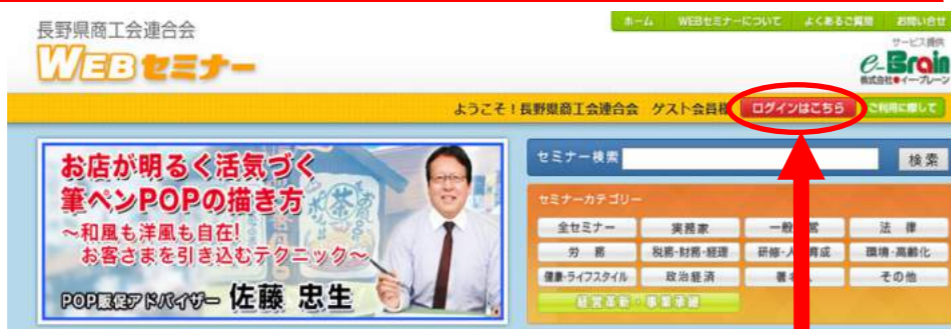 ホーム WEBセミナーについて よくあるご質問 お問い合せ
長野県商工会連合会
WEBセミナー
サービス提供
e-Brain
株式会社●イー・ブレーン
ようこそ！長野県商工会連合会 ゲスト会員様
ログインはこちら
ご利用に際して
お店が明るく活気づく
筆ペンPOPの描き方
～和風も洋風も自在!
お客さまを引き込むテクニック～
POP販促アドバイザー 佐藤 忠生
セミナー検索
検索
セミナーカテゴリー
全セミナー 実務家 一般 営 法 律
労 務 税務・財務・経理 研修・人 育成 環境・高齢化
健康・ライフスタイル 政治経済 著 その他
経営革新・事業承継